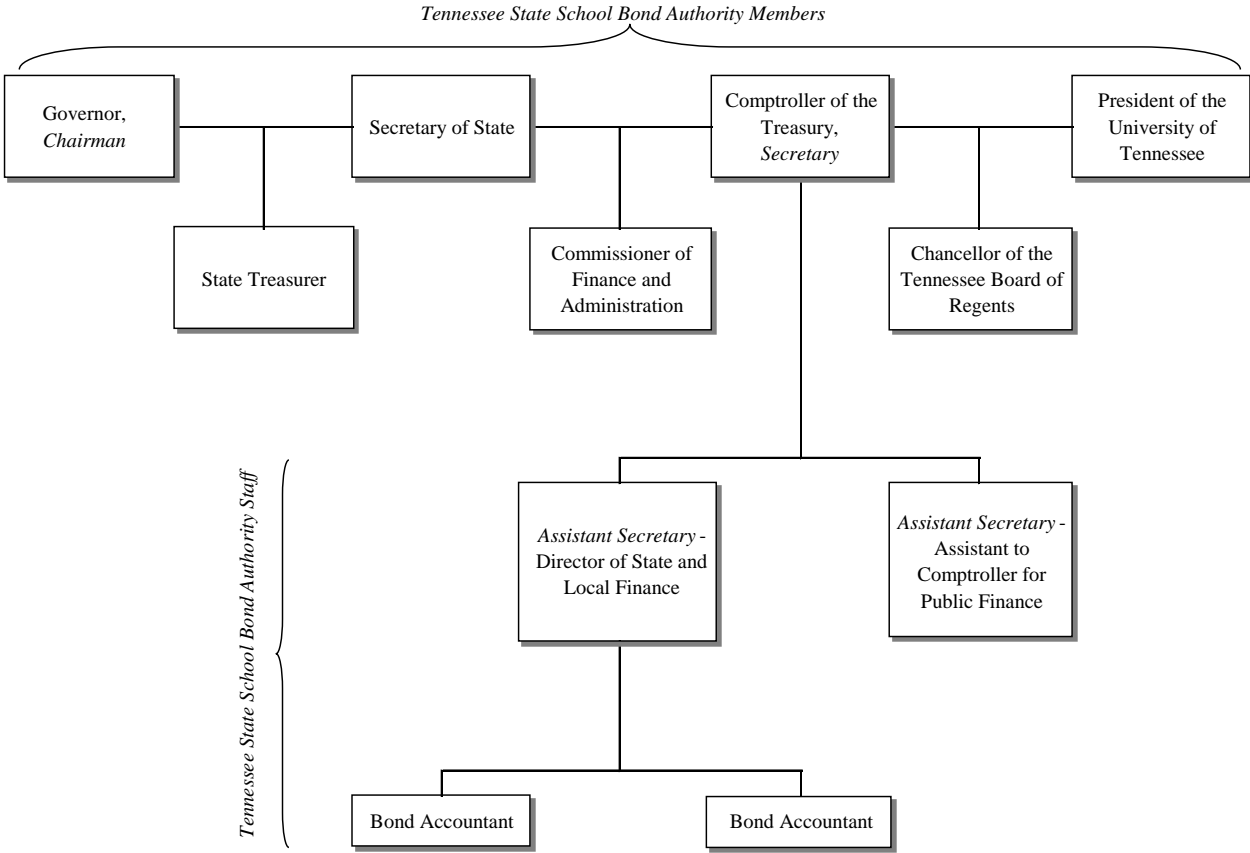 Tennessee State School Bond Authority Members
Governor,
Chairman
Secretary of State
Comptroller of the
Treasury,
Secretary
President of the
University of
Tennessee
State Treasurer
Commissioner of
Finance and
Administration
Chancellor of the
Tennessee Board of
Regents
Tennessee State School Bond Authority Staff
Assistant Secretary -
Director of State and
Local Finance
Assistant Secretary -
Assistant to
Comptroller for
Public Finance
Bond Accountant
Bond Accountant